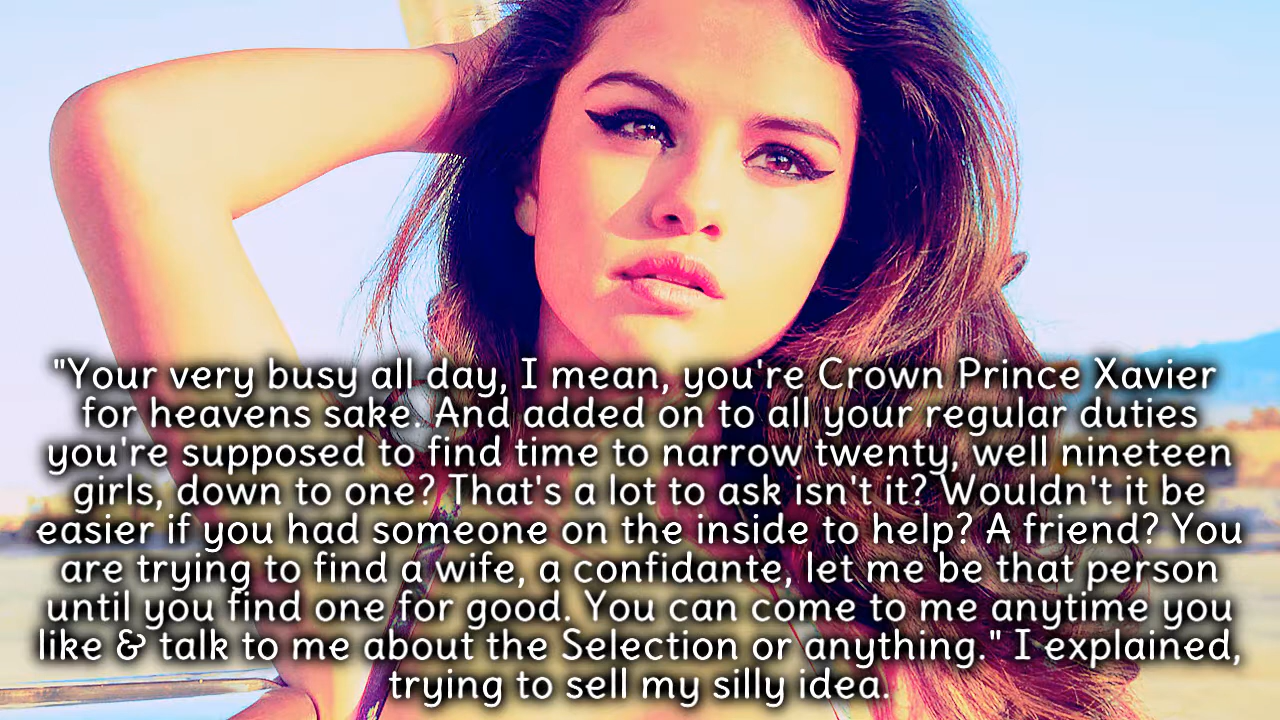 "Your very busy all day, I mean, you're Crown Prince Xavier
for heavens sake. And added on to all your regular duties
you're supposed to find time to narrow twenty, well nineteen
girls, down to one? That's a lot to ask isn't it? Wouldn't it be
easier if you had someone on the inside to help? A friend? You
are trying to find a wife, a confidante, let me be that person
until you find one for good. You can come to me anytime you
like & talk to me about the Selection or anything." I explained,
trying to sell my silly idea.